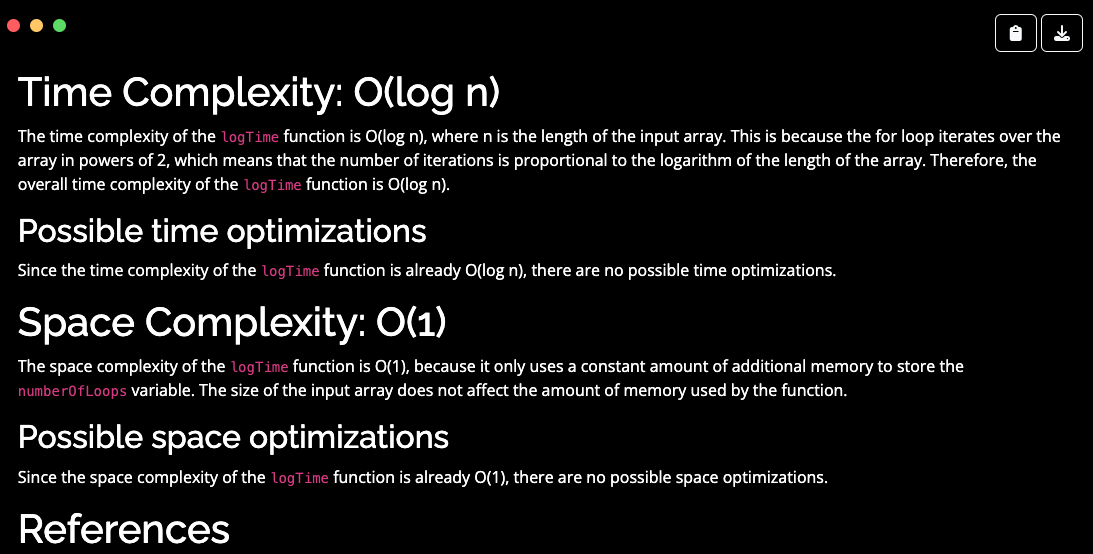 Time Complexity: O(log n)
The time complexity of the logTime function is O(log n), where n is the length of the input array. This is because the for loop iterates over the
array in powers of 2, which means that the number of iterations is proportional to the logarithm of the length of the array. Therefore, the
overall time complexity of the logTime function is O(log n).
Possible time optimizations
Since the time complexity of the logTime function is already O(log n), there are no possible time optimizations.
Space Complexity: O(1)
The space complexity of the logTime function is O(1), because it only uses a constant amount of additional memory to store the
numberOfLoops variable. The size of the input array does not affect the amount of memory used by the function.
Possible space optimizations
Since the space complexity of the logTime function is already O(1), there are no possible space optimizations.
References